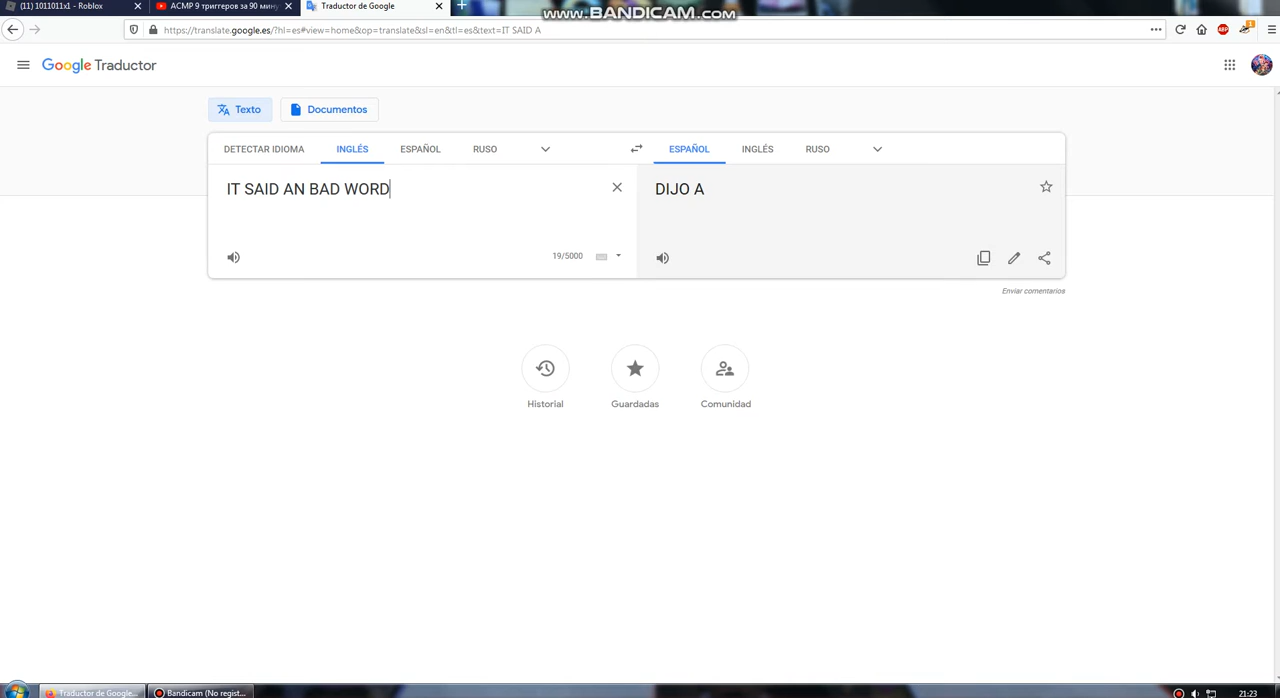 (11) 1011011x1 - Roblox
АСМР 9 триггеров за 90 мину
Traductor de Google
www.BANDICAM.com
https://translate.google.es/?hl=es#view=home&op=translate&sl=en&tl=es&text=IT SAID A
ABP
1
Google Traductor
Texto
Documentos
DETECTAR IDIOMA
INGLÉS
ESPAÑOL
RUSO
ESPAÑOL
INGLÉS
RUSO
IT SAID AN BAD WORD
DIJO A
19/5000
Enviar comentarios
Historial
Guardadas
Comunidad
Traductor de Google...
Bandicam (No regist...
21:23